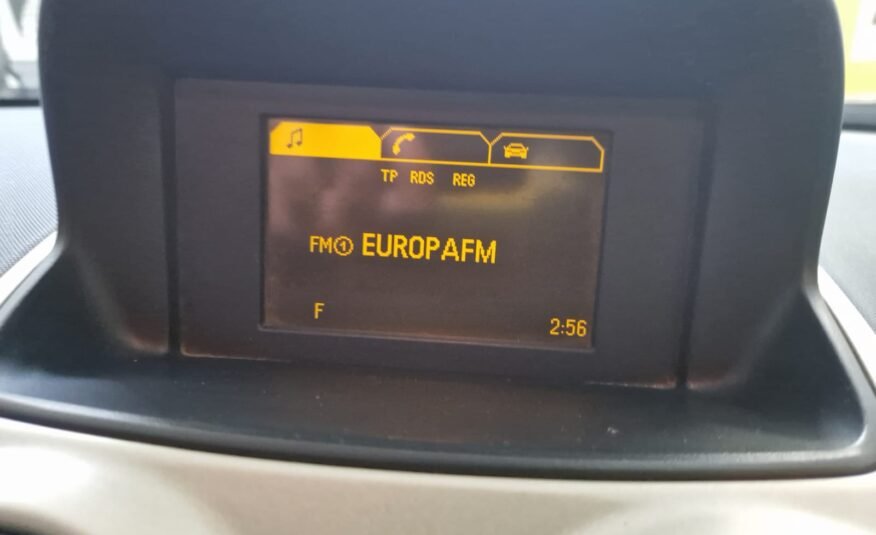 TP RDS REG
FM① EUROPAFM
F
2:56